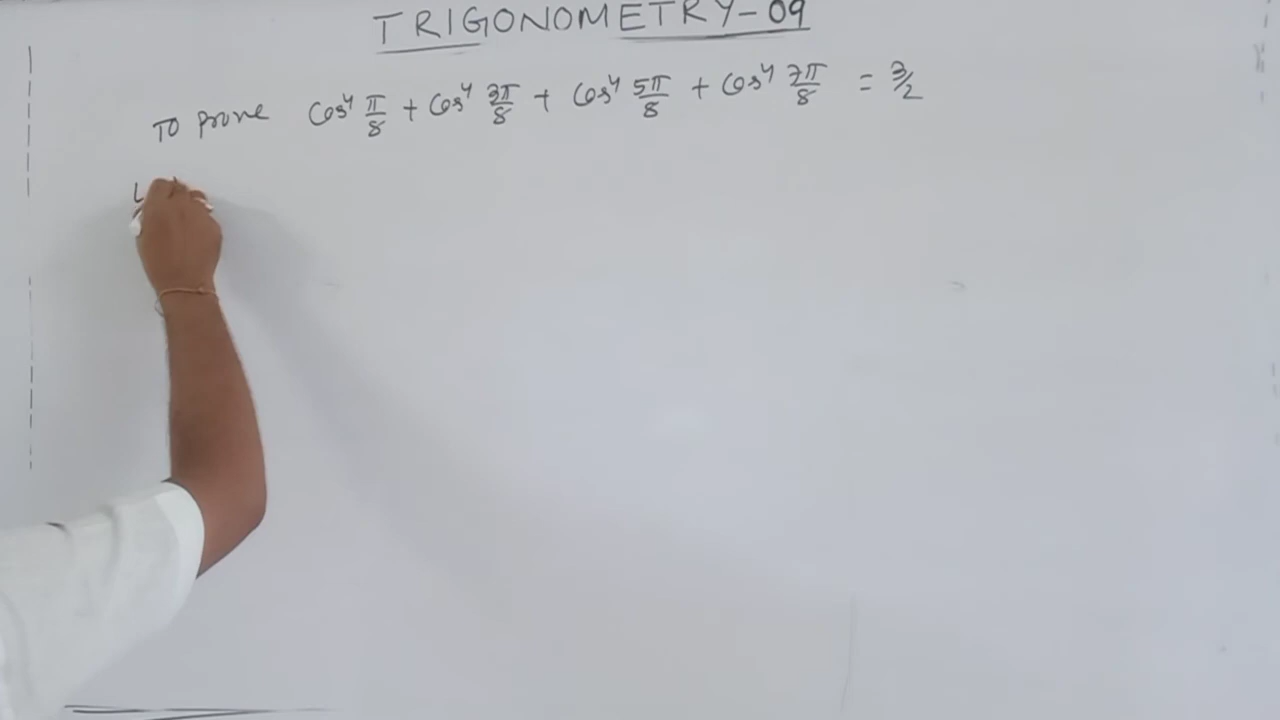 TRIGONOMETRY-09
To prove cos⁴ π/8 + cos⁴ 3π/8 + cos⁴ 5π/8 + cos⁴ 7π/8 = 3/2
L